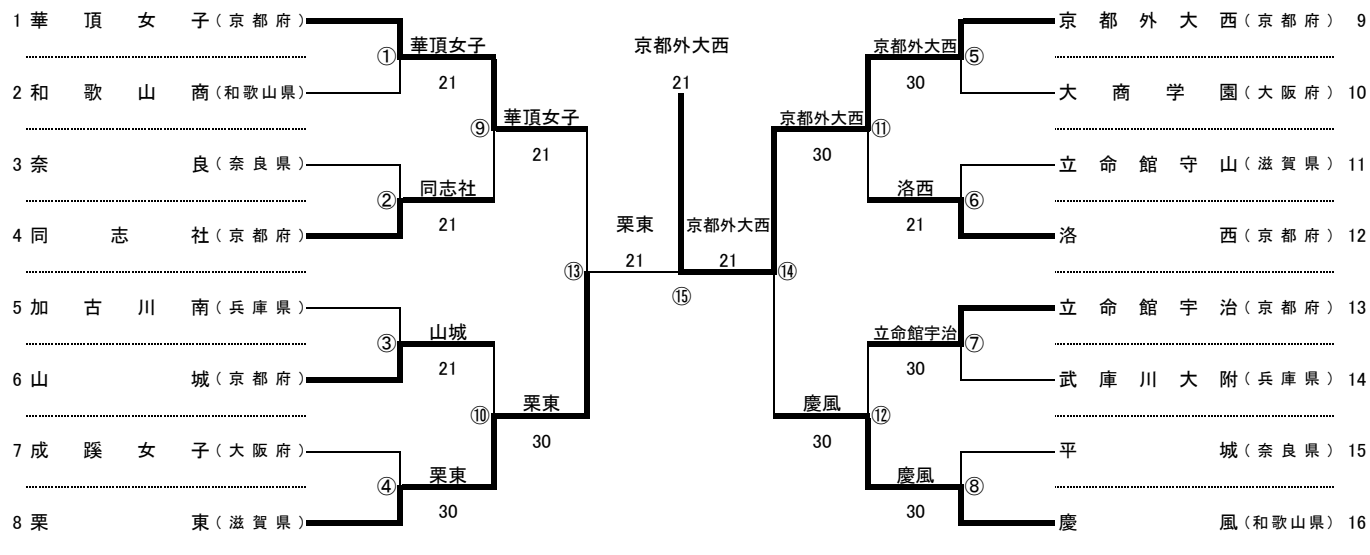 1 華頂女子(京都府)
①
華頂女子
21
2 和歌山商(和歌山県)
⑨
華頂女子
21
3 奈良(奈良県)
②
同志社
21
4 同志社(京都府)
⑬
栗東
21
5 加古川南(兵庫県)
③
山城
21
6 山城(京都府)
⑩
栗東
30
7 成蹊女子(大阪府)
④
栗東
30
8 栗東(滋賀県)
京都外大西
21
⑮
京都外大西
21
⑭
京都外大西(京都府) 9
京都外大西
30
⑤
大商学園(大阪府) 10
京都外大西
30
⑪
立命館守山(滋賀県) 11
洛西
21
⑥
洛西(京都府) 12
立命館宇治(京都府) 13
立命館宇治
30
⑦
武庫川大附(兵庫県) 14
慶風
30
⑫
平城(奈良県) 15
慶風
30
⑧
慶風(和歌山県) 16